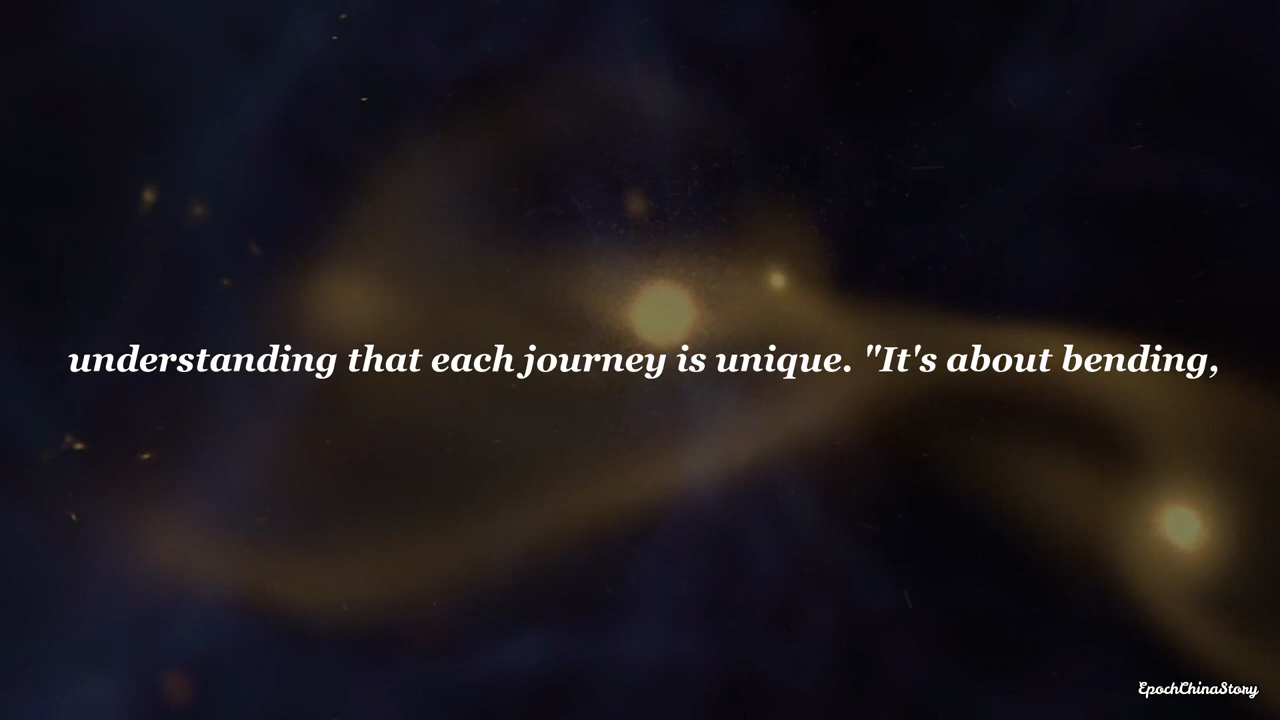 understanding that each journey is unique. "It's about bending,
EpochChinaStory